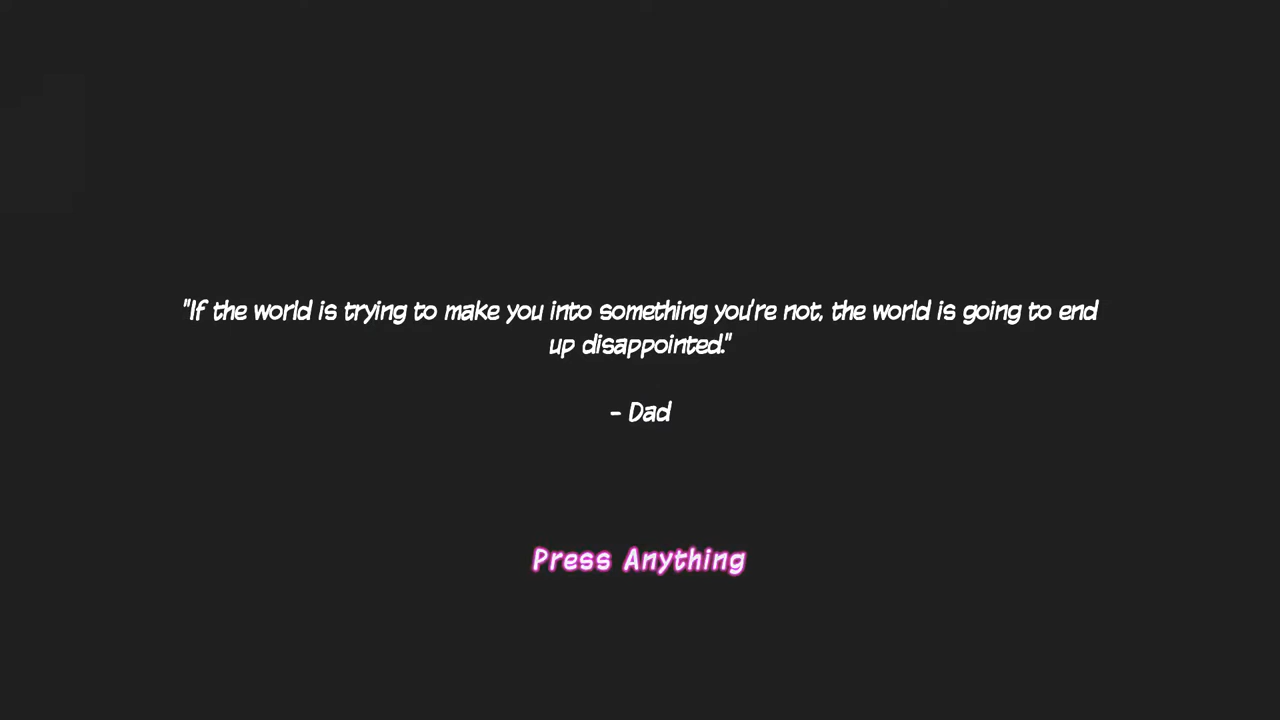 "If the world is trying to make you into something you're not, the world is going to end
up disappointed."
- Dad
Press Anything